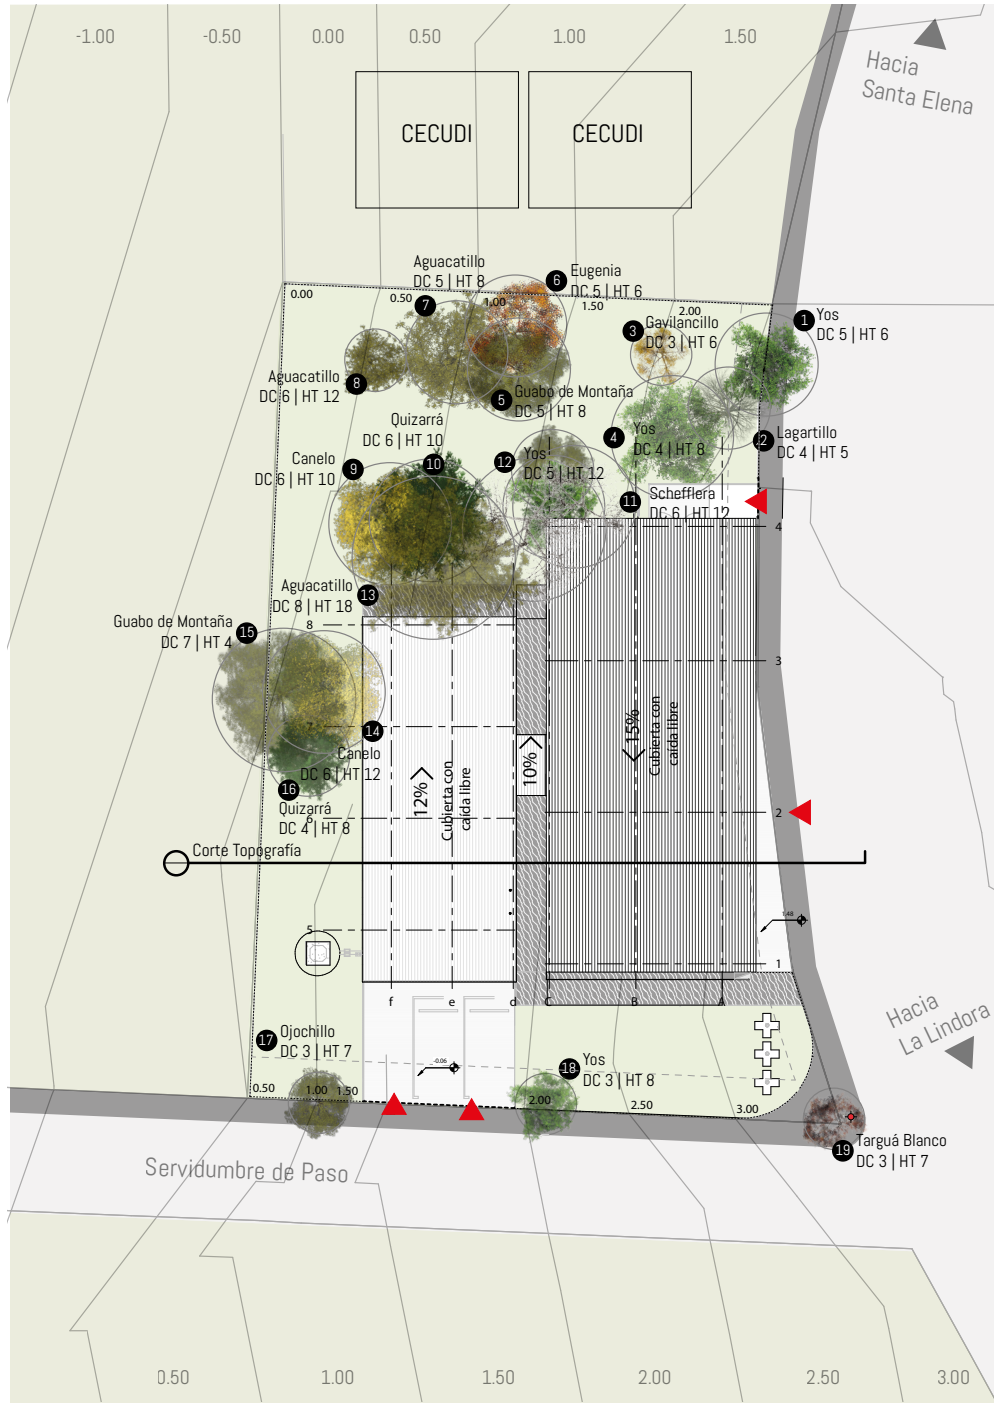 -1.00
-0.50
0.00
0.50
1.00
1.50
Hacia
Santa Elena
CECUDI
CECUDI
Aguacatillo
DC 5 | HT 8
7
6
Eugenia
DC 5 | HT 6
0.00
0.50
1.00
1.50
2.00
3
Gavilancillo
DC 3 | HT 6
1
Yos
DC 5 | HT 6
Aguacatillo
DC 6 | HT 12
8
5
Guabo de Montaña
DC 5 | HT 8
Quizarrá
DC 6 | HT 10
10
4
Yos
DC 4 | HT 8
22
Lagartillo
DC 4 | HT 5
Canelo
DC 6 | HT 10
9
12
Yos
DC 5 | HT 12
11
Schefflera
DC 6 | HT 12
4
Aguacatillo
DC 8 | HT 18
13
Guabo de Montaña
DC 7 | HT 4
15
8
3
7
14
Canelo
DC 6 | HT 12
16
Quizarrá
DC 4 | HT 8
6
12%
Cubierta con
caída libre
10%
15%
Cubierta con
caída libre
2
Corte Topografía
5
1.48
1
f
e
d
C
B
A
17
Ojochillo
DC 3 | HT 7
-0.06
18
Yos
DC 3 | HT 8
Hacia
La Lindora
0.50
1.00
1.50
2.00
2.50
3.00
19
Targuá Blanco
DC 3 | HT 7
Servidumbre de Paso
0.50
1.00
1.50
2.00
2.50
3.00